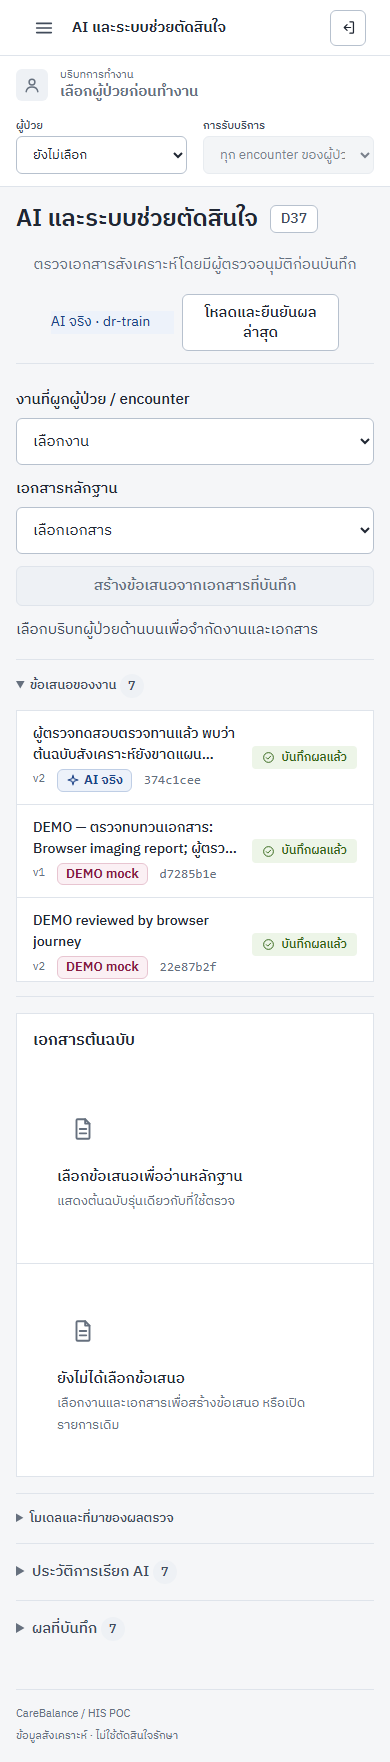 AI และระบบช่วยตัดสินใจ
บริบทการทำงาน
เลือกผู้ป่วยก่อนทำงาน
ผู้ป่วย
การรับบริการ
ยังไม่เลือก
ทุก encounter ของผู้ป่ว
AI และระบบช่วยตัดสินใจ D37
ตรวจเอกสารสังเคราะห์โดยมีผู้ตรวจอนุมัติก่อนบันทึก
AI จริง · dr-train
โหลดและยืนยันผล
ล่าสุด
งานที่ผูกผู้ป่วย / encounter
เลือกงาน
เอกสารหลักฐาน
เลือกเอกสาร
สร้างข้อเสนอจากเอกสารที่บันทึก
เลือกบริบทผู้ป่วยด้านบนเพื่อจำกัดงานและเอกสาร
ข้อเสนอของงาน 7
ผู้ตรวจทดสอบตรวจทานแล้ว พบว่า
ต้นฉบับสังเคราะห์ยังขาดแผน...
v2 AI จริง 374c1cee
บันทึกผลแล้ว
DEMO — ตรวจทบทวนเอกสาร:
Browser imaging report; ผู้ตรว...
v1 DEMO mock d7285b1e
บันทึกผลแล้ว
DEMO reviewed by browser
journey
v2 DEMO mock 22e87b2f
บันทึกผลแล้ว
เอกสารต้นฉบับ
เลือกข้อเสนอเพื่ออ่านหลักฐาน
แสดงต้นฉบับรุ่นเดียวกับที่ใช้ตรวจ
ยังไม่ได้เลือกข้อเสนอ
เลือกงานและเอกสารเพื่อสร้างข้อเสนอ หรือเปิด
รายการเดิม
โมเดลและที่มาของผลตรวจ
ประวัติการเรียก AI 7
ผลที่บันทึก 7
CareBalance / HIS POC
ข้อมูลสังเคราะห์ · ไม่ใช้ตัดสินใจรักษา